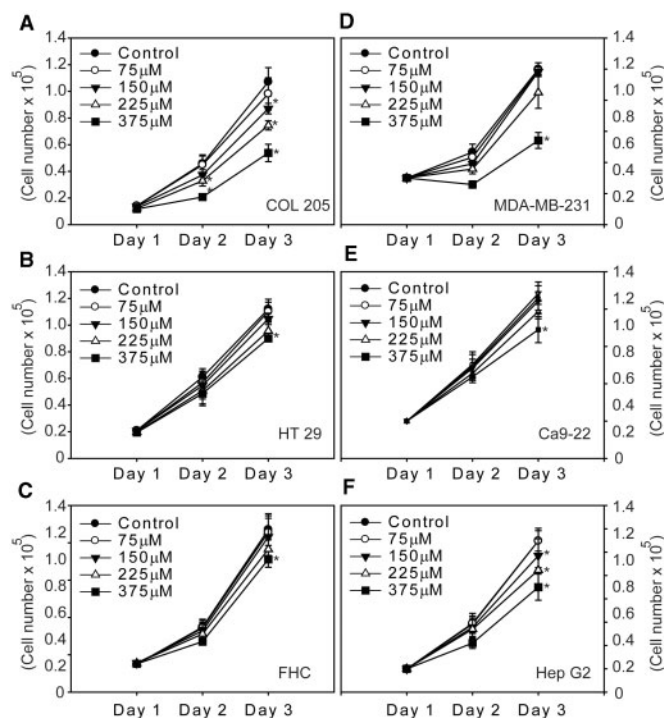 A
1.4
1.2
1.0
0.8
0.6
0.4
0.2
0
(Cell number x 10⁵)
Control
75µM
150µM
225µM
375µM
*
*
*
*
*
COL 205
Day 1 Day 2 Day 3
D
Control
75µM
150µM
225µM
375µM
*
MDA-MB-231
Day 1 Day 2 Day 3
1.2
1.0
0.8
0.6
0.4
0.2
0
(Cell number x 10⁵)
B
1.4
1.2
1.0
0.8
0.6
0.4
0.2
0
(Cell number x 10⁵)
Control
75µM
150µM
225µM
375µM
*
HT 29
Day 1 Day 2 Day 3
E
Control
75µM
150µM
225µM
375µM
*
Ca9-22
Day 1 Day 2 Day 3
1.2
1.0
0.8
0.6
0.4
0.2
(Cell number x 10⁵)
C
1.4
1.2
1.0
0.8
0.6
0.4
0
(Cell number x 10⁵)
Control
75µM
150µM
225µM
375µM
*
FHC
Day 1 Day 2 Day 3
F
Control
75µM
150µM
225µM
375µM
*
*
*
Hep G2
Day 1 Day 2 Day 3
1.2
1.0
0.8
0.6
0.4
0.2
0
(Cell number x 10⁵)